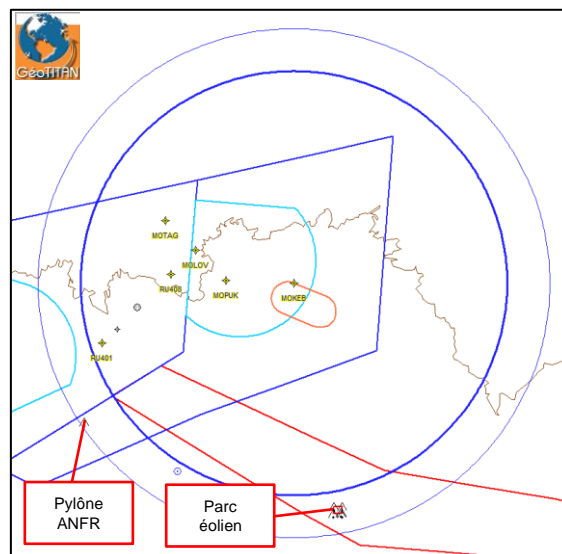 GéoTITAN
MOTAG
MOLOV
RU408
MOPUK
MOKEB
RU401
Pylône
ANFR
Parc
éolien